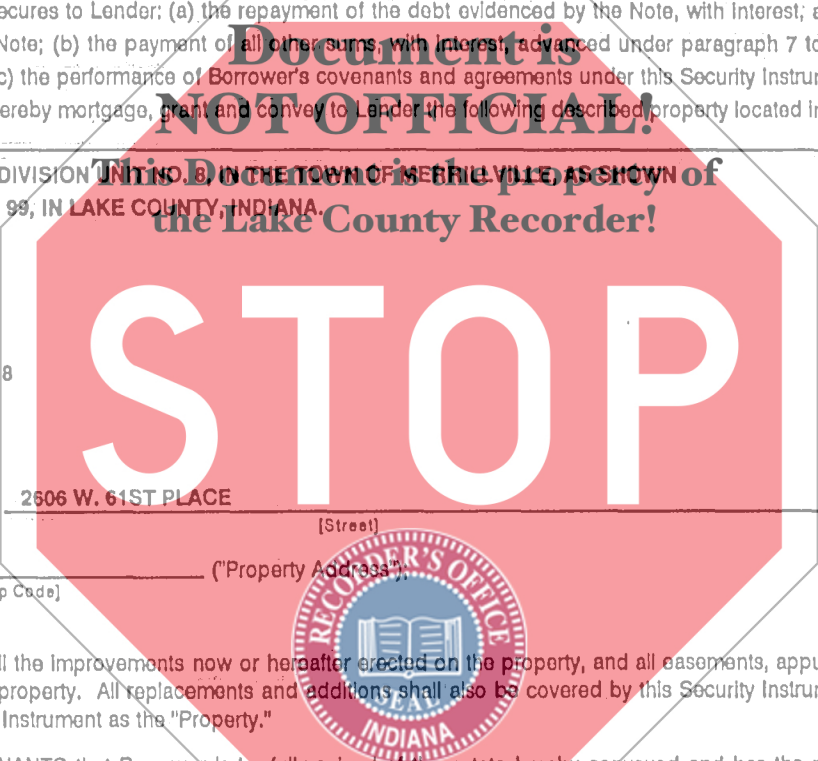 ecures to Lender: (a) the repayment of the debt evidenced by the Note, with interest; a
Document is
Note; (b) the payment of all other sums, with interest, advanced under paragraph 7 to
c) the performance of Borrower's covenants and agreements under this Security Instrum
NOT OFFICIAL!
ereby mortgage, grant and convey to Lender the following described property located in
This Document is the property of
DIVISION UNIT NO. 8, IN THE TOWN OF MERRILLVILLE, AS SHOWN
the Lake County Recorder!
99, IN LAKE COUNTY, INDIANA.
STOP
8
2606 W. 61ST PLACE
[Street]
("Property Address");
p Code]
RECORDER'S OFFICE
SEAL
INDIANA
ll the improvements now or hereafter erected on the property, and all easements, appu
property. All replacements and additions shall also be covered by this Security Instrum
Instrument as the "Property."